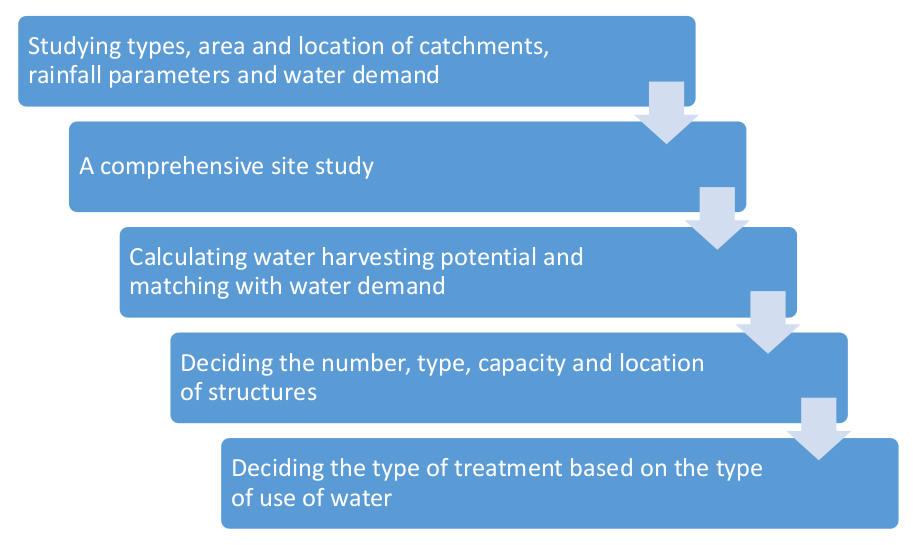 Studying types, area and location of catchments,
rainfall parameters and water demand
A comprehensive site study
Calculating water harvesting potential and
matching with water demand
Deciding the number, type, capacity and location
of structures
Deciding the type of treatment based on the type
of use of water